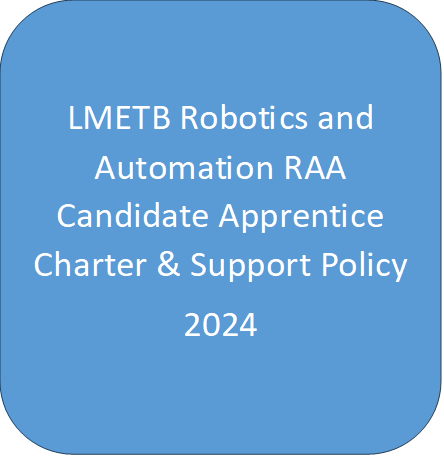 LMETB Robotics and
Automation RAA
Candidate Apprentice
Charter & Support Policy
2024